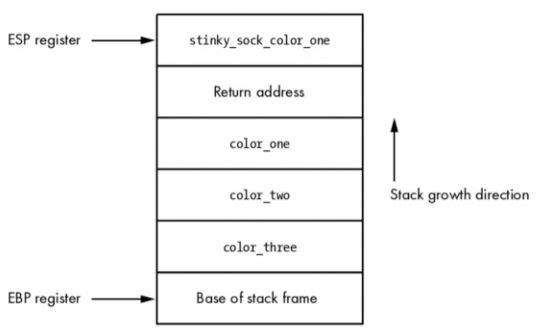 ESP register
stinky_sock_color_one
Return address
color_one
color_two
Stack growth direction
color_three
EBP register
Base of stack frame